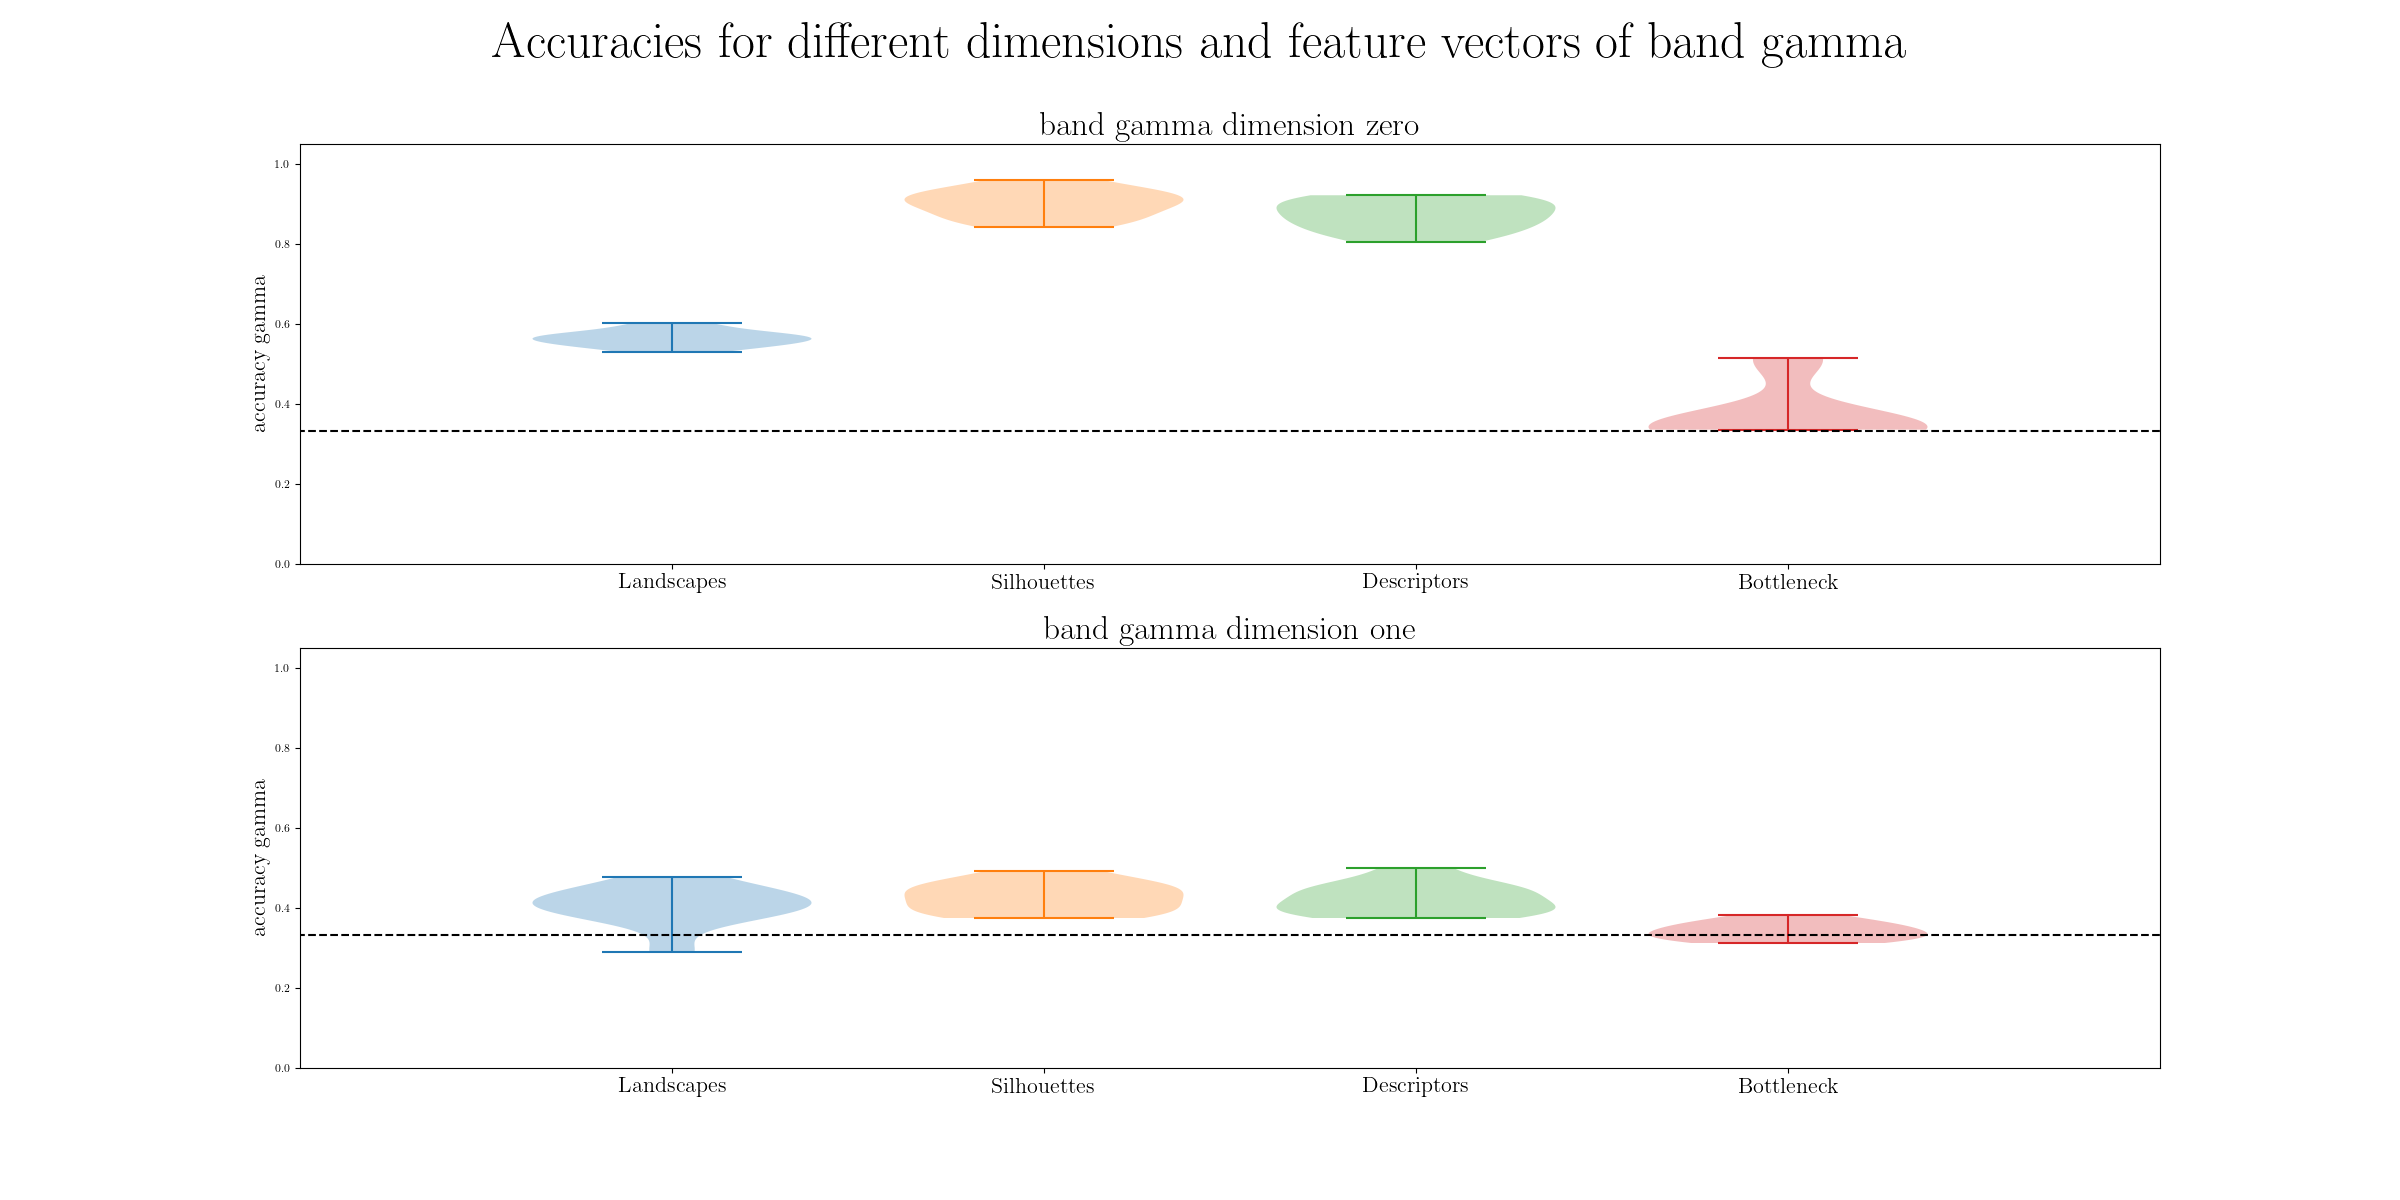 Accuracies for different dimensions and feature vectors of band gamma
band gamma dimension zero
accuracy gamma
1.0
0.8
0.6
0.4
0.2
0.0
Landscapes Silhouettes Descriptors Bottleneck
band gamma dimension one
accuracy gamma
1.0
0.8
0.6
0.4
0.2
0.0
Landscapes Silhouettes Descriptors Bottleneck